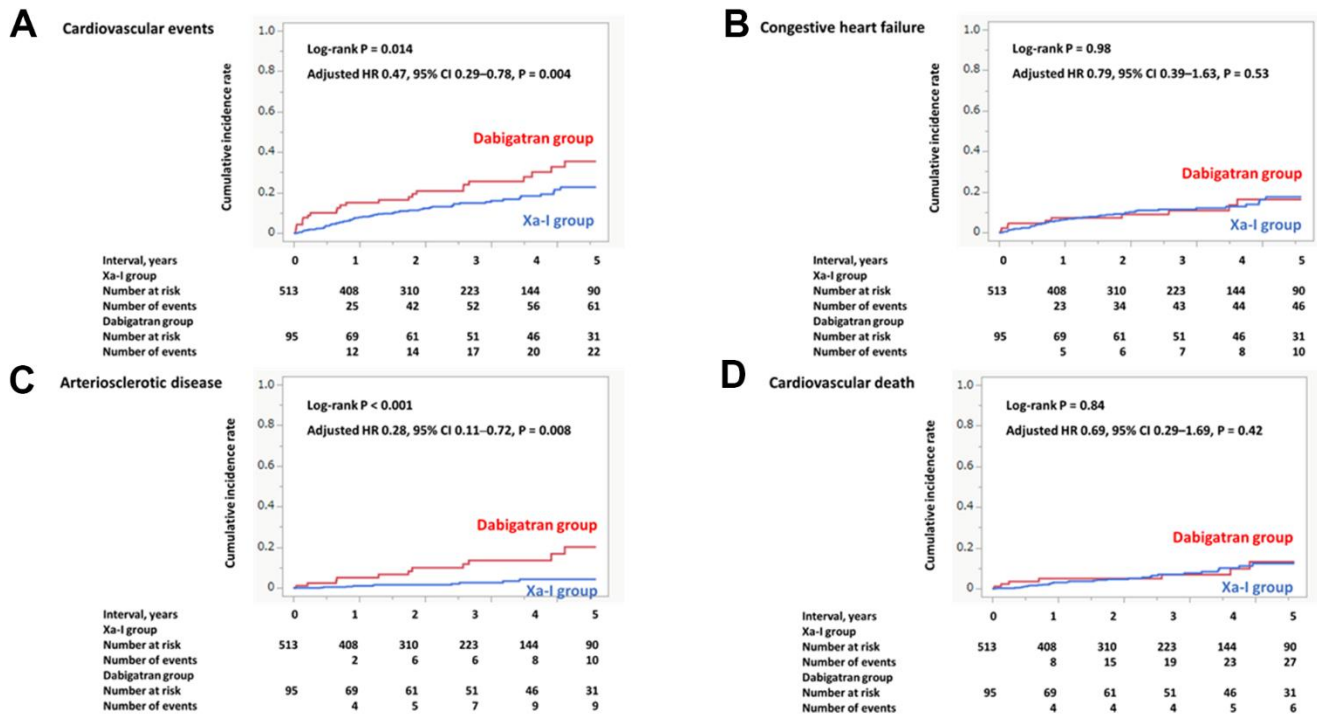 A Cardiovascular events
Cumulative incidence rate
1.0
0.8
0.6
0.4
0.2
0
Log-rank P = 0.014
Adjusted HR 0.47, 95% CI 0.29–0.78, P = 0.004
Dabigatran group
Xa-I group
Interval, years 0 1 2 3 4 5
Xa-I group
Number at risk 513 408 310 223 144 90
Number of events 25 42 52 56 61
Dabigatran group
Number at risk 95 69 61 51 46 31
Number of events 12 14 17 20 22
B Congestive heart failure
Cumulative incidence rate
1.0
0.8
0.6
0.4
0.2
0
Log-rank P = 0.98
Adjusted HR 0.79, 95% CI 0.39–1.63, P = 0.53
Dabigatran group
Xa-I group
Interval, years 0 1 2 3 4 5
Xa-I group
Number at risk 513 408 310 223 144 90
Number of events 23 34 43 44 46
Dabigatran group
Number at risk 95 69 61 51 46 31
Number of events 5 6 7 8 10
C Arteriosclerotic disease
Cumulative incidence rate
1.0
0.8
0.6
0.4
0.2
0
Log-rank P < 0.001
Adjusted HR 0.28, 95% CI 0.11–0.72, P = 0.008
Dabigatran group
Xa-I group
Interval, years 0 1 2 3 4 5
Xa-I group
Number at risk 513 408 310 223 144 90
Number of events 2 6 6 8 10
Dabigatran group
Number at risk 95 69 61 51 46 31
Number of events 4 5 7 9 9
D Cardiovascular death
Cumulative incidence rate
1.0
0.8
0.6
0.4
0.2
0
Log-rank P = 0.84
Adjusted HR 0.69, 95% CI 0.29–1.69, P = 0.42
Dabigatran group
Xa-I group
Interval, years 0 1 2 3 4 5
Xa-I group
Number at risk 513 408 310 223 144 90
Number of events 8 15 19 23 27
Dabigatran group
Number at risk 95 69 61 51 46 31
Number of events 4 4 4 5 6